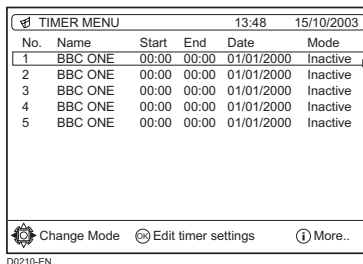 TIMER MENU 13:48 15/10/2003
No. Name Start End Date Mode
1 BBC ONE 00:00 00:00 01/01/2000 Inactive
2 BBC ONE 00:00 00:00 01/01/2000 Inactive
3 BBC ONE 00:00 00:00 01/01/2000 Inactive
4 BBC ONE 00:00 00:00 01/01/2000 Inactive
5 BBC ONE 00:00 00:00 01/01/2000 Inactive
Change Mode OK Edit timer settings i More..
D0210-EN